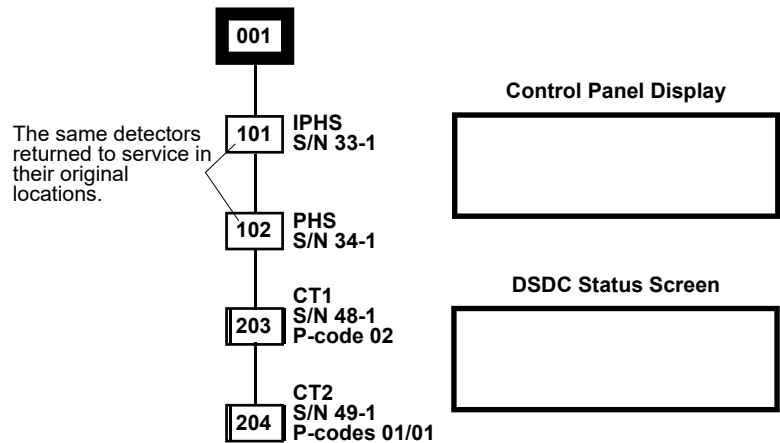 001
Control Panel Display
The same detectors
returned to service in
their original
locations.
101
IPHS
S/N 33-1
102
PHS
S/N 34-1
DSDC Status Screen
203
CT1
S/N 48-1
P-code 02
204
CT2
S/N 49-1
P-codes 01/01